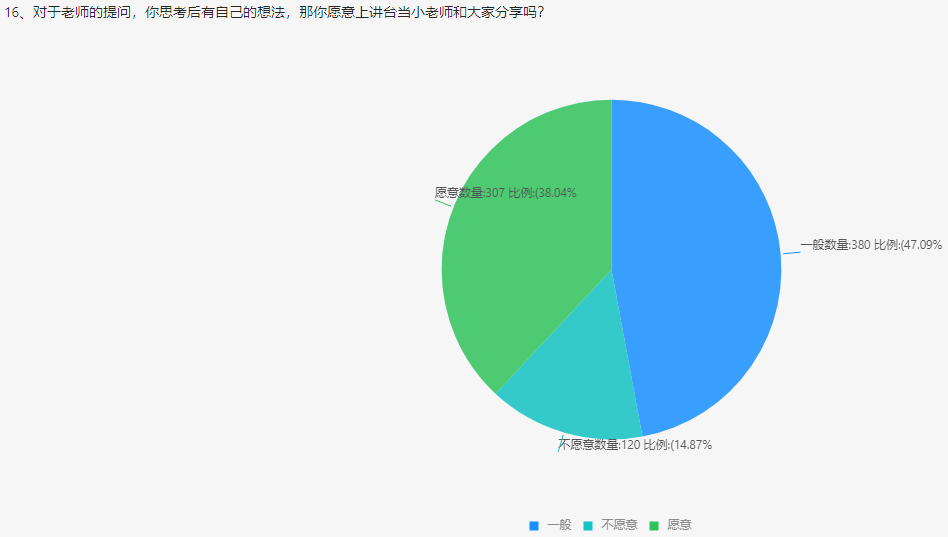 16、对于老师的提问，你思考后有自己的想法，那你愿意上讲台当小老师和大家分享吗？
愿意数量:307 比例:(38.04%
一般数量:380 比例:(47.09%
不愿意数量:120 比例:(14.87%
一般 不愿意 愿意